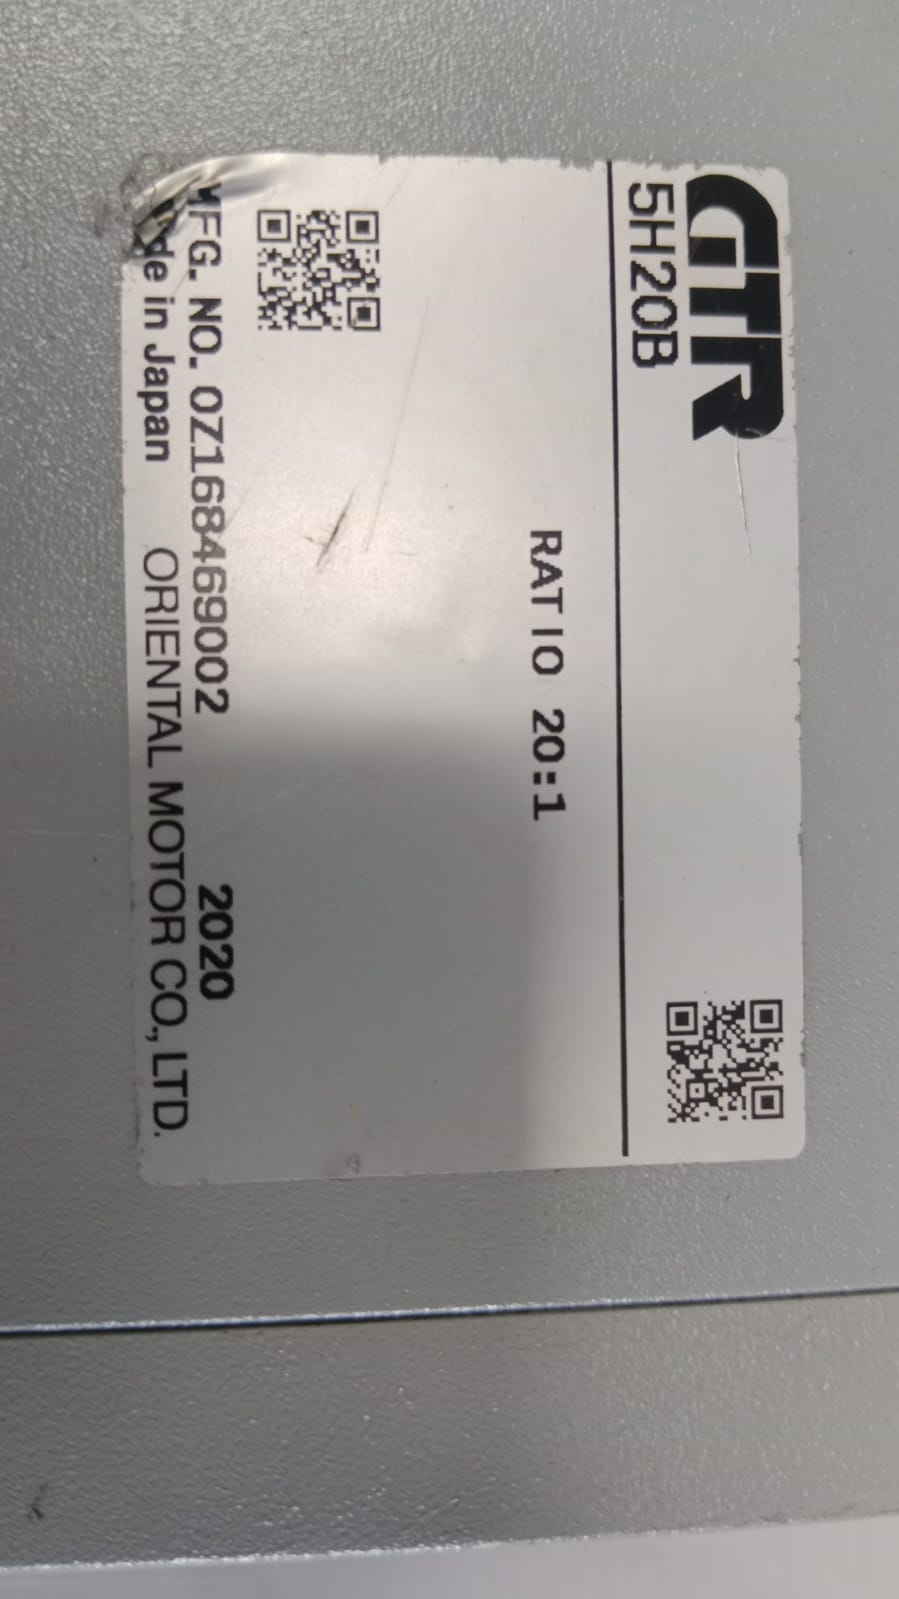 GTR
5H20B
RATIO 20:1
MFG. NO. 0Z168469002 2020
in Japan ORIENTAL MOTOR CO., LTD.